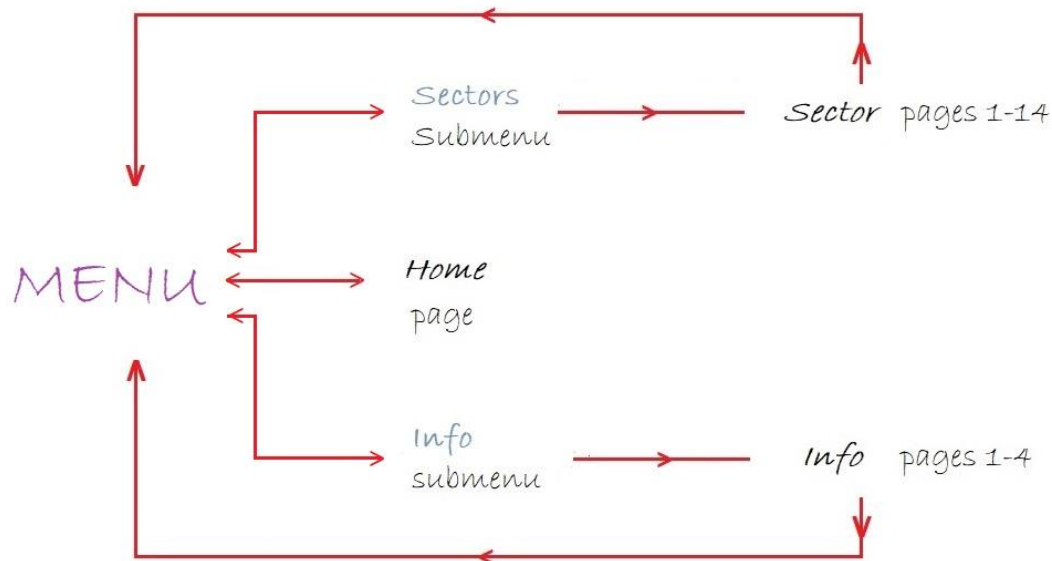 Sectors
Submenu
Sector pages 1-14
MENU
Home
page
Info
submenu
Info pages 1-4